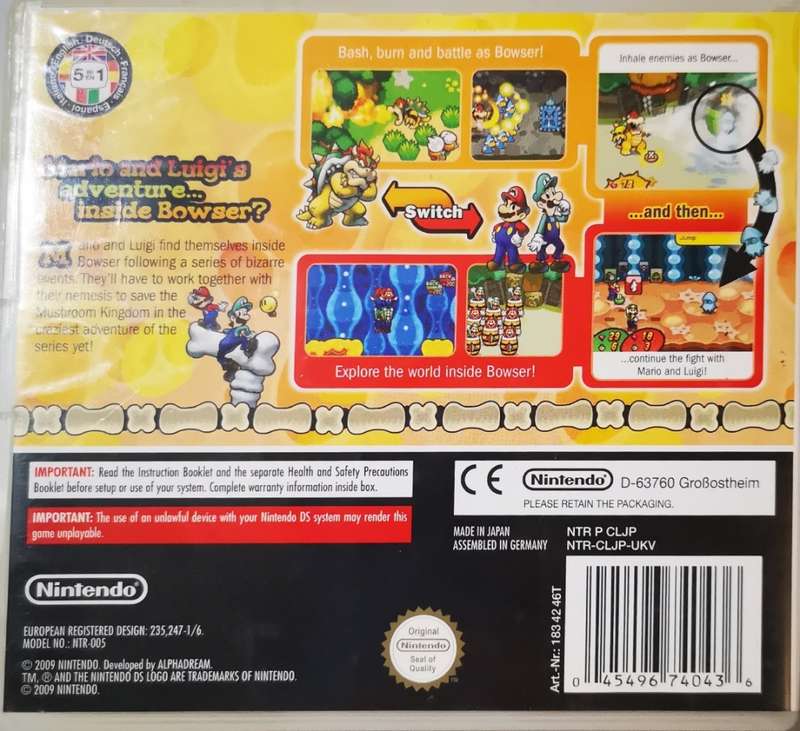 English. Deutsch. Français. Español. Italiano.
5 IN EN 1
Mario and Luigi's
adventure...
inside Bowser?
Mario and Luigi find themselves inside
Bowser following a series of bizarre
events. They'll have to work together with
their nemesis to save the
Mushroom Kingdom in the
craziest adventure of the
series yet!
Bash, burn and battle as Bowser!
Switch
Explore the world inside Bowser!
Inhale enemies as Bowser...
...and then...
Jump
...continue the fight with
Mario and Luigi!
IMPORTANT: Read the Instruction Booklet and the separate Health and Safety Precautions
Booklet before setup or use of your system. Complete warranty information inside box.
IMPORTANT: The use of an unlawful device with your Nintendo DS system may render this
game unplayable.
CE Nintendo D-63760 Großostheim
PLEASE RETAIN THE PACKAGING.
MADE IN JAPAN
ASSEMBLED IN GERMANY
NTR P CLJP
NTR-CLJP-UKV
Nintendo®
EUROPEAN REGISTERED DESIGN: 235,247-1/6.
MODEL NO.: NTR-005
© 2009 NINTENDO. Developed by ALPHADREAM.
TM, ® AND THE NINTENDO DS LOGO ARE TRADEMARKS OF NINTENDO.
© 2009 NINTENDO.
Original
Nintendo
Seal of
Quality
TM
Art.-Nr.: 183 42 46T
0 45496 74043 6